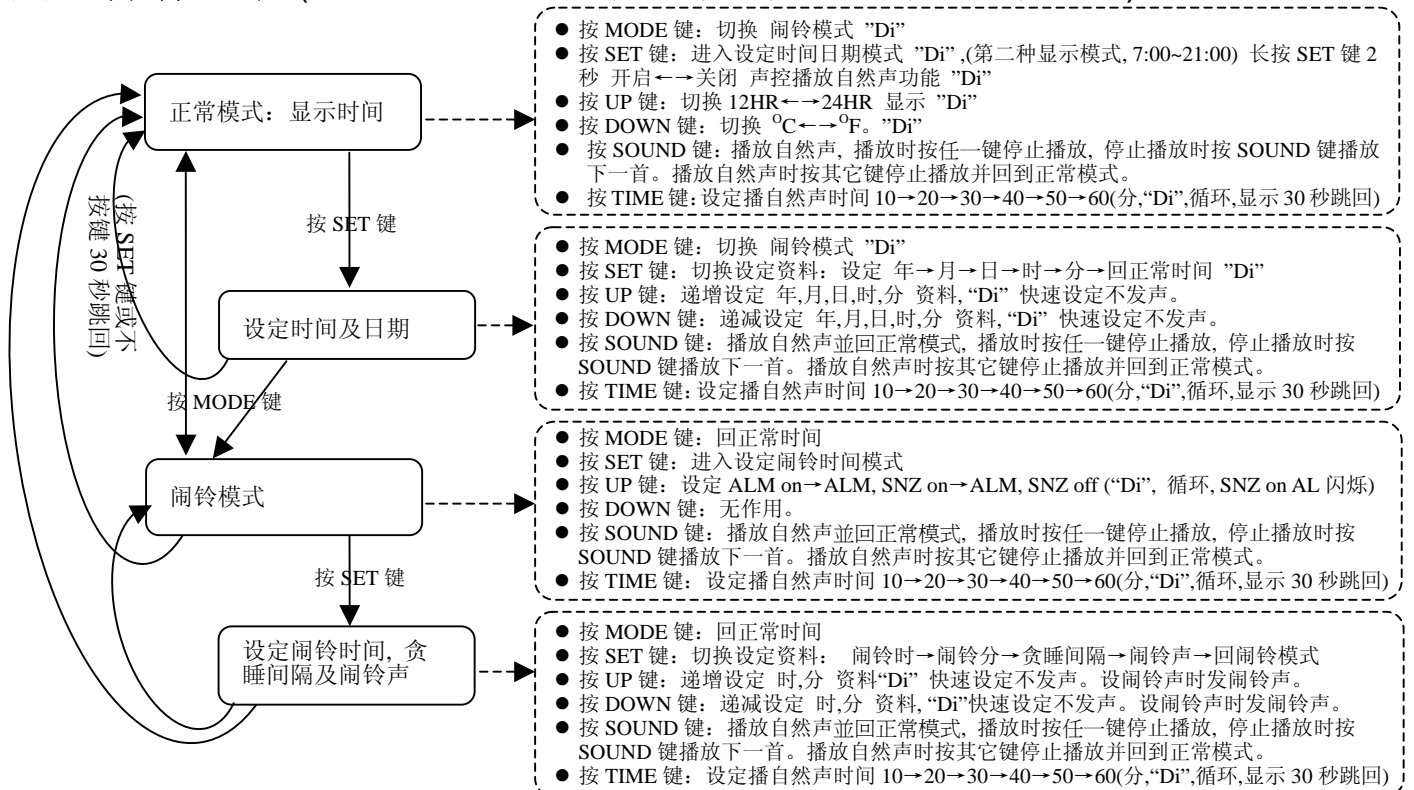 ● 按 MODE 键：切换 闹铃模式 ”Di”
● 按 SET 键：进入设定时间日期模式 ”Di” ,(第二种显示模式, 7:00~21:00) 长按 SET 键 2
秒 开启←→关闭 声控播放自然声功能 ”Di”
● 按 UP 键：切换 12HR←→24HR 显示 ”Di”
● 按 DOWN 键：切换 ⁰C←→⁰F。”Di”
● 按 SOUND 键：播放自然声, 播放时按任一键停止播放, 停止播放时按 SOUND 键播放
下一首。播放自然声时按其它键停止播放并回到正常模式。
● 按 TIME 键：设定播自然声时间 10→20→30→40→50→60(分,“Di”,循环,显示 30 秒跳回)
正常模式：显示时间
(按 SET 键或不
按键 30 秒跳回)
按 SET 键
● 按 MODE 键：切换 闹铃模式 ”Di”
● 按 SET 键：切换设定资料：设定 年→月→日→时→分→回正常时间 ”Di”
● 按 UP 键：递增设定 年,月,日,时,分 资料, “Di” 快速设定不发声。
● 按 DOWN 键：递减设定 年,月,日,时,分 资料, “Di” 快速设定不发声。
● 按 SOUND 键：播放自然声並回正常模式, 播放时按任一键停止播放, 停止播放时按
SOUND 键播放下一首。播放自然声时按其它键停止播放并回到正常模式。
● 按 TIME 键：设定播自然声时间 10→20→30→40→50→60(分,“Di”,循环,显示 30 秒跳回)
设定时间及日期
按 MODE 键
● 按 MODE 键：回正常时间
● 按 SET 键：进入设定闹铃时间模式
● 按 UP 键：设定 ALM on→ALM, SNZ on→ALM, SNZ off (“Di”, 循环, SNZ on AL 闪烁)
● 按 DOWN 键：无作用。
● 按 SOUND 键：播放自然声並回正常模式, 播放时按任一键停止播放, 停止播放时按
SOUND 键播放下一首。播放自然声时按其它键停止播放并回到正常模式。
● 按 TIME 键：设定播自然声时间 10→20→30→40→50→60(分,“Di”,循环,显示 30 秒跳回)
闹铃模式
按 SET 键
● 按 MODE 键：回正常时间
● 按 SET 键：切换设定资料： 闹铃时→闹铃分→贪睡间隔→闹铃声→回闹铃模式
● 按 UP 键：递增设定 时,分 资料“Di” 快速设定不发声。设闹铃声时发闹铃声。
● 按 DOWN 键：递减设定 时,分 资料, “Di”快速设定不发声。设闹铃声时发闹铃声。
● 按 SOUND 键：播放自然声並回正常模式, 播放时按任一键停止播放, 停止播放时按
SOUND 键播放下一首。播放自然声时按其它键停止播放并回到正常模式。
● 按 TIME 键：设定播自然声时间 10→20→30→40→50→60(分,“Di”,循环,显示 30 秒跳回)
设定闹铃时间, 贪
睡间隔及闹铃声